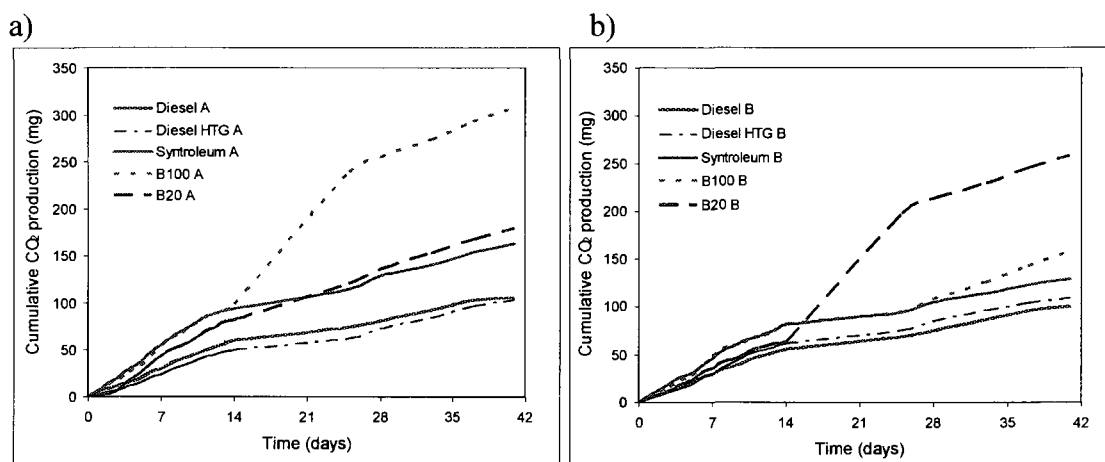 a)
350
300
250
200
150
100
50
0
Cumulative CO₂ production (mg)
Diesel A
Diesel HTG A
Syntroleum A
B100 A
B20 A
0 7 14 21 28 35 42
Time (days)
b)
350
300
250
200
150
100
50
0
Cumulative CO₂ production (mg)
Diesel B
Diesel HTG B
Syntroleum B
B100 B
B20 B
0 7 14 21 28 35 42
Time (days)